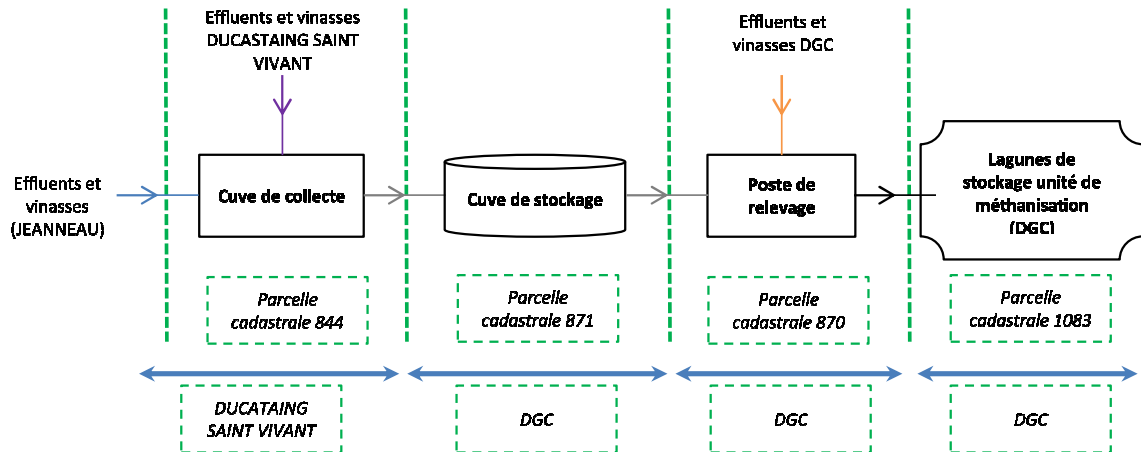 Effluents et vinasses
DUCASTAING SAINT
VIVANT
Effluents et
vinasses DGC
Effluents et
vinasses
(JEANNEAU)
Cuve de collecte
Cuve de stockage
Poste de
relevage
Lagunes de
stockage unité de
méthanisation
(DGC)
Parcelle
cadastrale 844
Parcelle
cadastrale 871
Parcelle
cadastrale 870
Parcelle
cadastrale 1083
DUCATAING
SAINT VIVANT
DGC
DGC
DGC